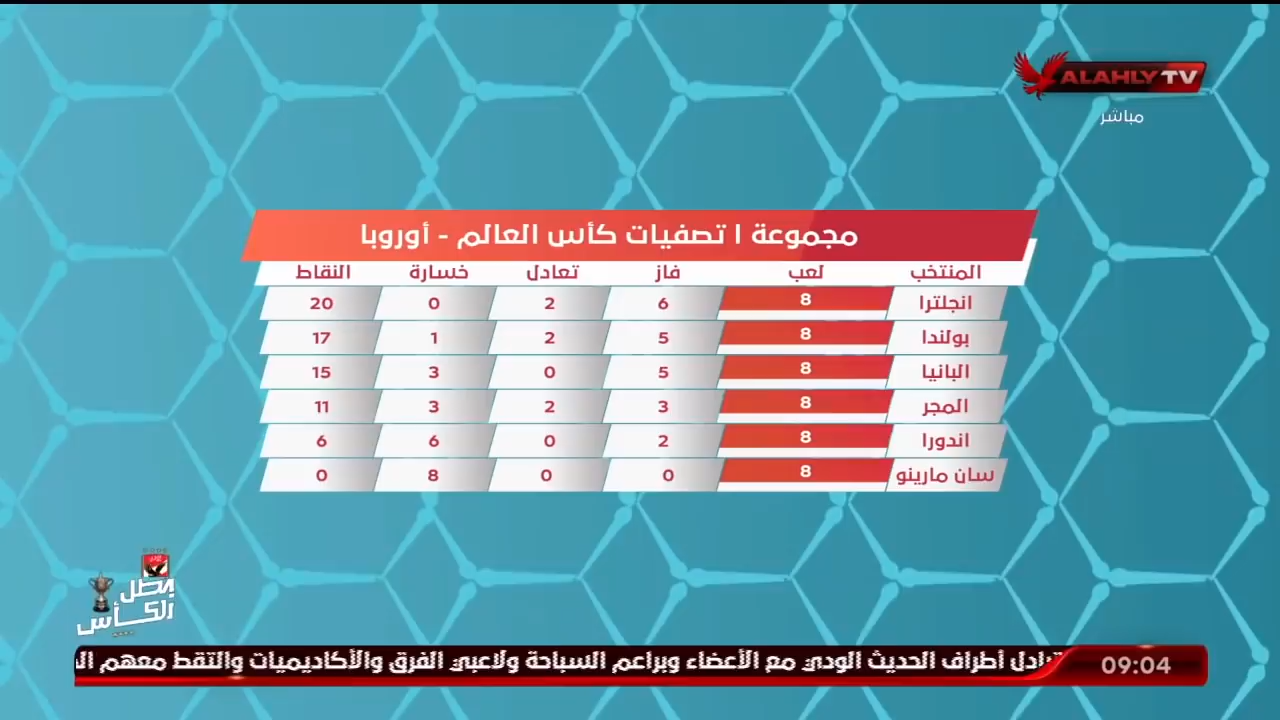 ALAHLY TV
مباشر
مجموعة ا تصفيات كأس العالم - أوروبا
المنتخب لعب فاز تعادل خسارة النقاط
انجلترا 8 6 2 0 20
بولندا 8 5 2 1 17
البانيا 8 5 0 3 15
المجر 8 3 2 3 11
اندورا 8 2 0 6 6
سان مارينو 8 0 0 8 0
بطل
الكأس
تبادل أطراف الحديث الودي مع الأعضاء وبراعم السباحة ولاعبي الفرق والأكاديميات والتقط معهم
09:04